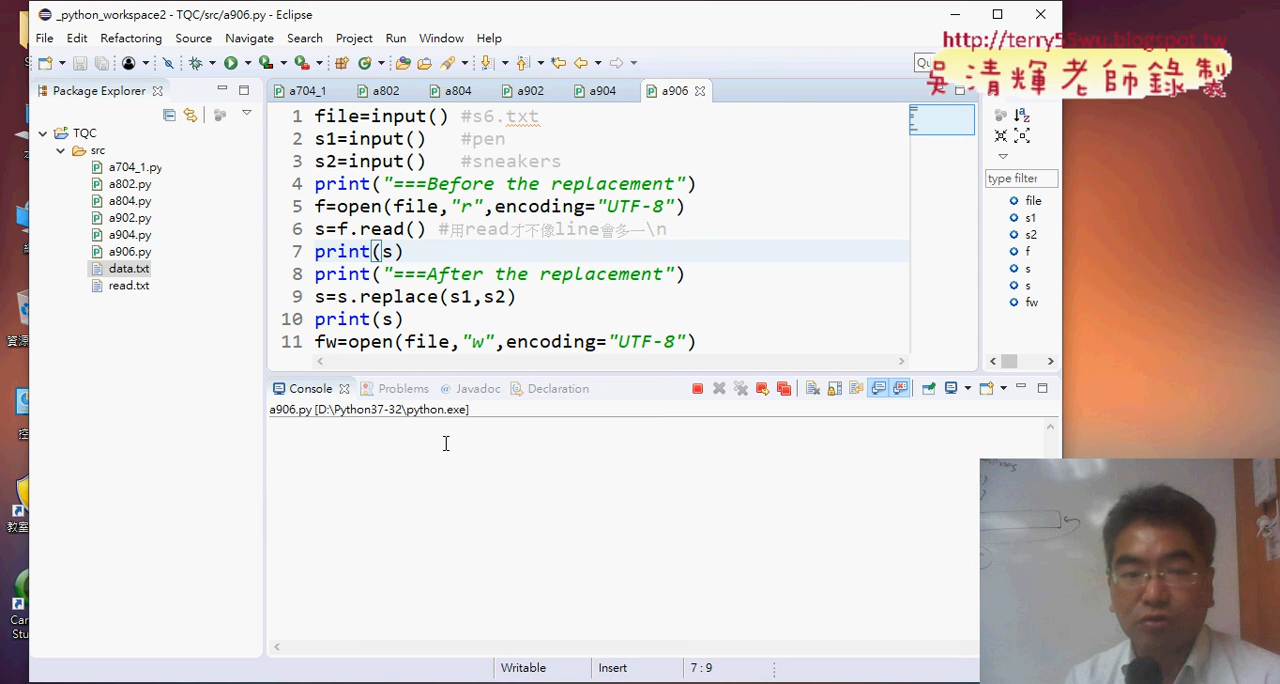 _python_workspace2 - TQC/src/a906.py - Eclipse
http://terry55wu.blogspot.tw
吳清輝老師錄製
File Edit Refactoring Source Navigate Search Project Run Window Help
Package Explorer
a704_1 a802 a804 a902 a904 a906
TQC
src
a704_1.py
a802.py
a804.py
a902.py
a904.py
a906.py
data.txt
read.txt
1 file=input() #s6.txt
2 s1=input() #pen
3 s2=input() #sneakers
4 print("===Before the replacement")
5 f=open(file,"r",encoding="UTF-8")
6 s=f.read() #用read才不像line會多一\n
7 print(s)
8 print("===After the replacement")
9 s=s.replace(s1,s2)
10 print(s)
11 fw=open(file,"w",encoding="UTF-8")
type filter
file
s1
s2
f
s
s
fw
Console Problems @ Javadoc Declaration
a906.py [D:\Python37-32\python.exe]
Writable Insert 7 : 9